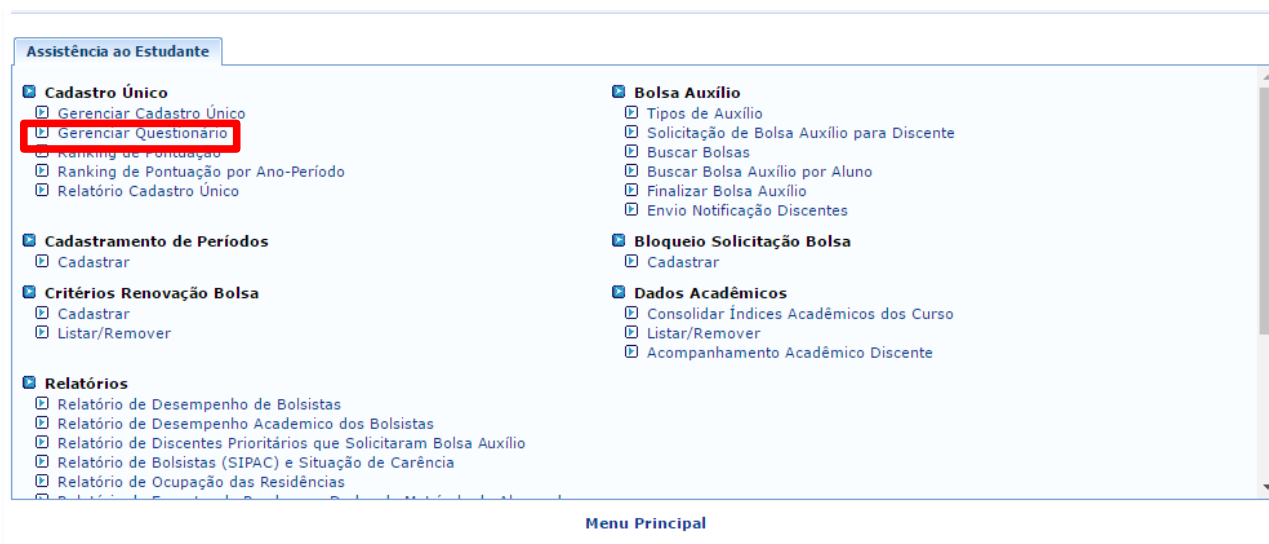 Assistência ao Estudante
Cadastro Único
Gerenciar Cadastro Único
Gerenciar Questionário
Ranking de Pontuação
Ranking de Pontuação por Ano-Período
Relatório Cadastro Único
Bolsa Auxílio
Tipos de Auxílio
Solicitação de Bolsa Auxílio para Discente
Buscar Bolsas
Buscar Bolsa Auxílio por Aluno
Finalizar Bolsa Auxílio
Envio Notificação Discentes
Cadastramento de Períodos
Cadastrar
Bloqueio Solicitação Bolsa
Cadastrar
Critérios Renovação Bolsa
Cadastrar
Listar/Remover
Dados Acadêmicos
Consolidar Índices Acadêmicos dos Curso
Listar/Remover
Acompanhamento Acadêmico Discente
Relatórios
Relatório de Desempenho de Bolsistas
Relatório de Desempenho Academico dos Bolsistas
Relatório de Discentes Prioritários que Solicitaram Bolsa Auxílio
Relatório de Bolsistas (SIPAC) e Situação de Carência
Relatório de Ocupação das Residências
Menu Principal